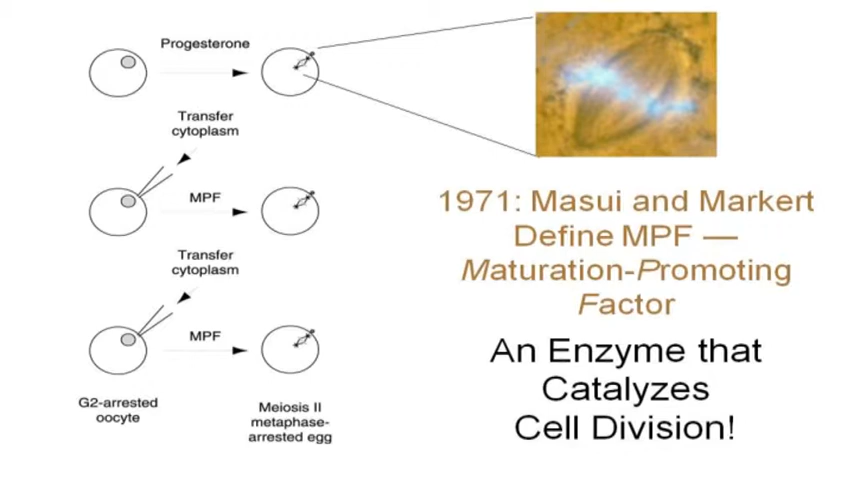 Progesterone
Transfer
cytoplasm
MPF
Transfer
cytoplasm
MPF
G2-arrested
oocyte
Meiosis II
metaphase-
arrested egg
1971: Masui and Markert
Define MPF —
Maturation-Promoting
Factor
An Enzyme that
Catalyzes
Cell Division!